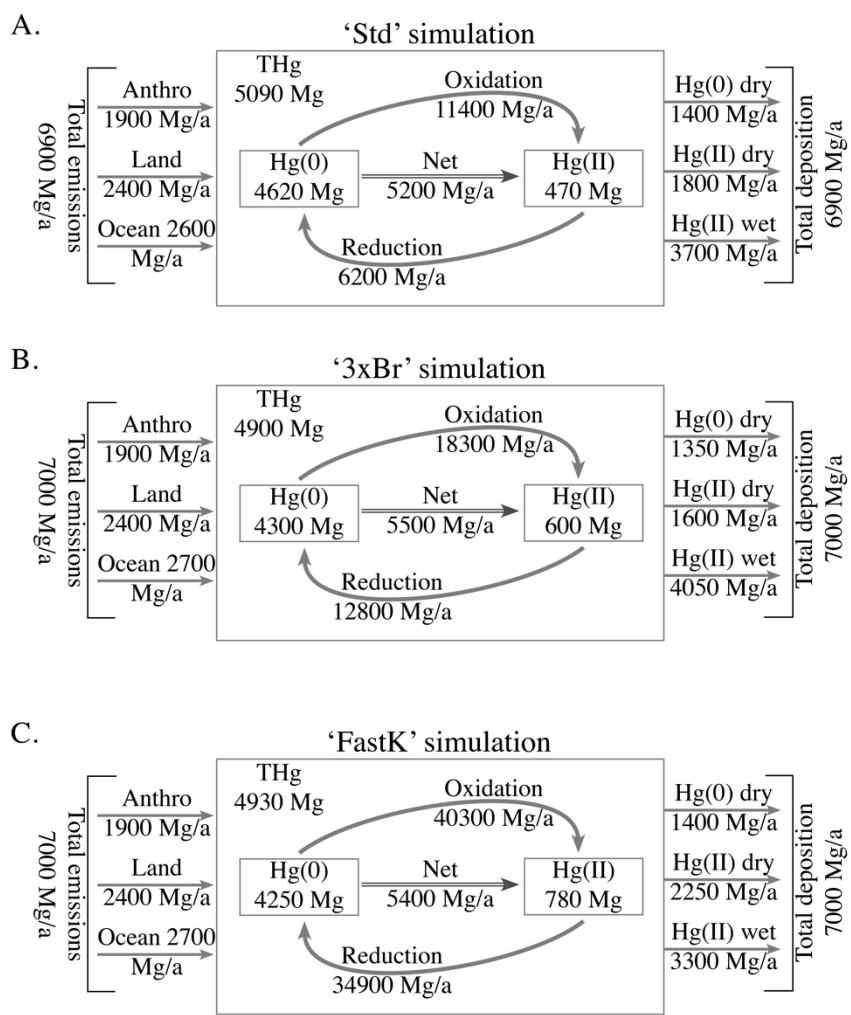 A.
'Std' simulation
Total emissions
6900 Mg/a
Anthro
1900 Mg/a
Land
2400 Mg/a
Ocean 2600
Mg/a
THg
5090 Mg
Oxidation
11400 Mg/a
Hg(0)
4620 Mg
Net
5200 Mg/a
Hg(II)
470 Mg
Reduction
6200 Mg/a
Hg(0) dry
1400 Mg/a
Hg(II) dry
1800 Mg/a
Hg(II) wet
3700 Mg/a
Total deposition
6900 Mg/a
B.
'3xBr' simulation
Total emissions
7000 Mg/a
Anthro
1900 Mg/a
Land
2400 Mg/a
Ocean 2700
Mg/a
THg
4900 Mg
Oxidation
18300 Mg/a
Hg(0)
4300 Mg
Net
5500 Mg/a
Hg(II)
600 Mg
Reduction
12800 Mg/a
Hg(0) dry
1350 Mg/a
Hg(II) dry
1600 Mg/a
Hg(II) wet
4050 Mg/a
Total deposition
7000 Mg/a
C.
'FastK' simulation
Total emissions
7000 Mg/a
Anthro
1900 Mg/a
Land
2400 Mg/a
Ocean 2700
Mg/a
THg
4930 Mg
Oxidation
40300 Mg/a
Hg(0)
4250 Mg
Net
5400 Mg/a
Hg(II)
780 Mg
Reduction
34900 Mg/a
Hg(0) dry
1400 Mg/a
Hg(II) dry
2250 Mg/a
Hg(II) wet
3300 Mg/a
Total deposition
7000 Mg/a